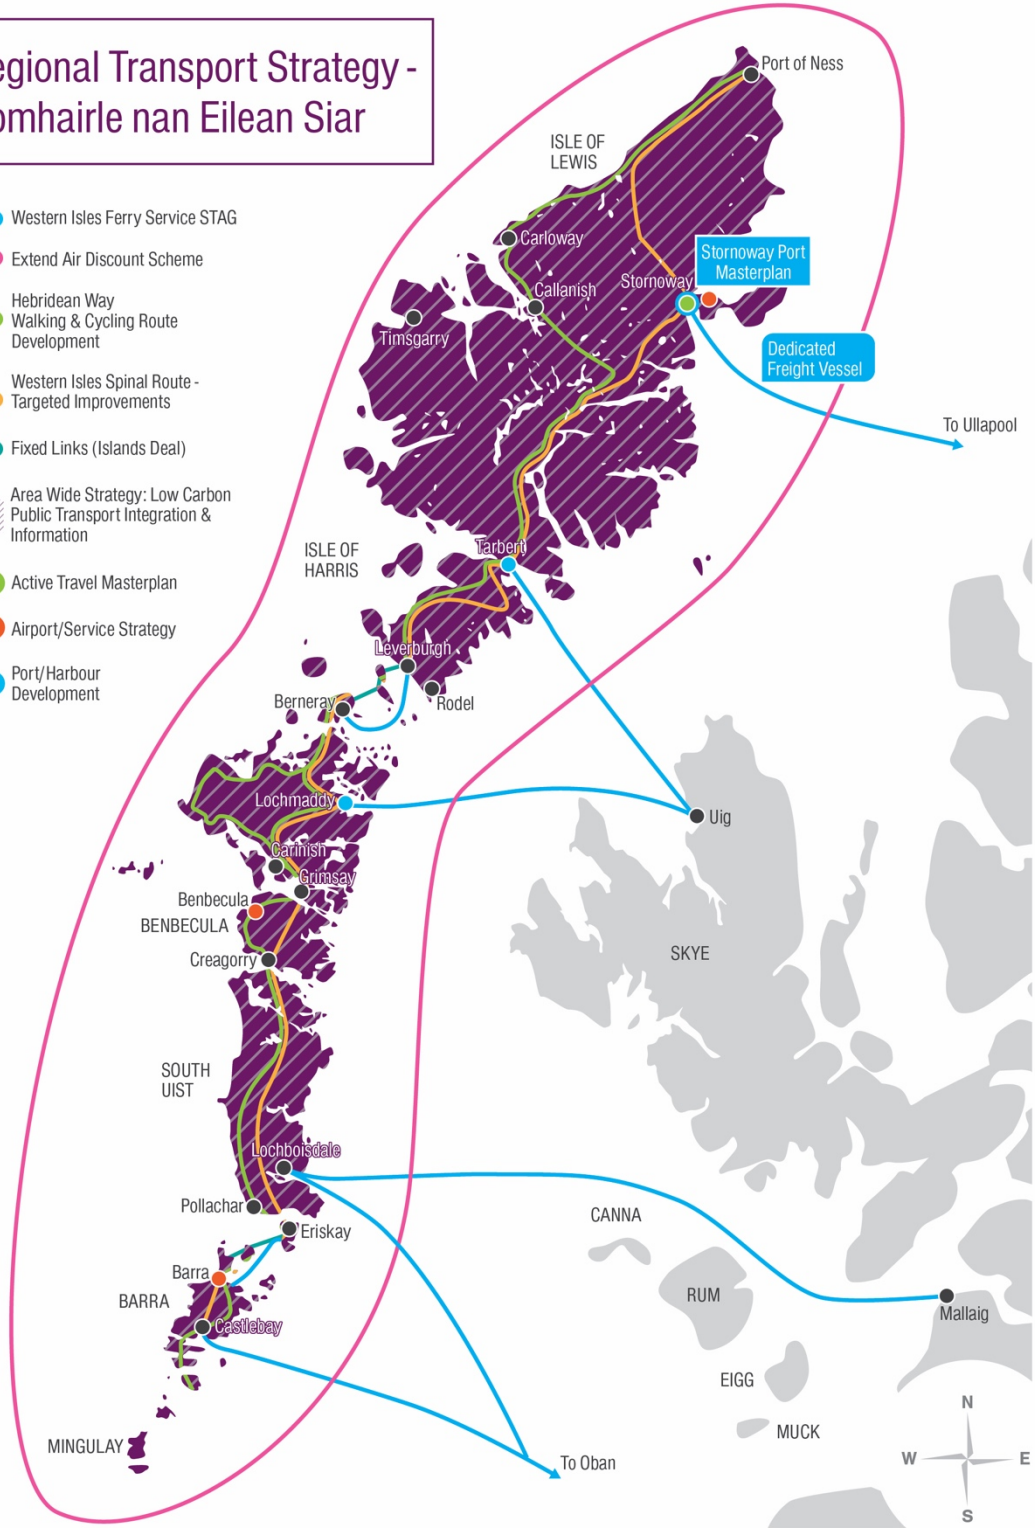 egional Transport Strategy -
omhairle nan Eilean Siar
Western Isles Ferry Service STAG
Extend Air Discount Scheme
Hebridean Way
Walking & Cycling Route
Development
Western Isles Spinal Route -
Targeted Improvements
Fixed Links (Islands Deal)
Area Wide Strategy: Low Carbon
Public Transport Integration &
Information
Active Travel Masterplan
Airport/Service Strategy
Port/Harbour
Development
Port of Ness
ISLE OF
LEWIS
Carloway
Stornoway Port
Masterplan
Stornoway
Callanish
Timsgarry
Dedicated
Freight Vessel
To Ullapool
Tarbert
ISLE OF
HARRIS
Leverburgh
Rodel
Berneray
Lochmaddy
Uig
Carinish
Grimsay
Benbecula
BENBECULA
Creagorry
SKYE
SOUTH
UIST
Lochboisdale
Pollachar
Eriskay
CANNA
Barra
BARRA
RUM
Castlebay
Mallaig
EIGG
MUCK
MINGULAY
To Oban
N
W
E
S